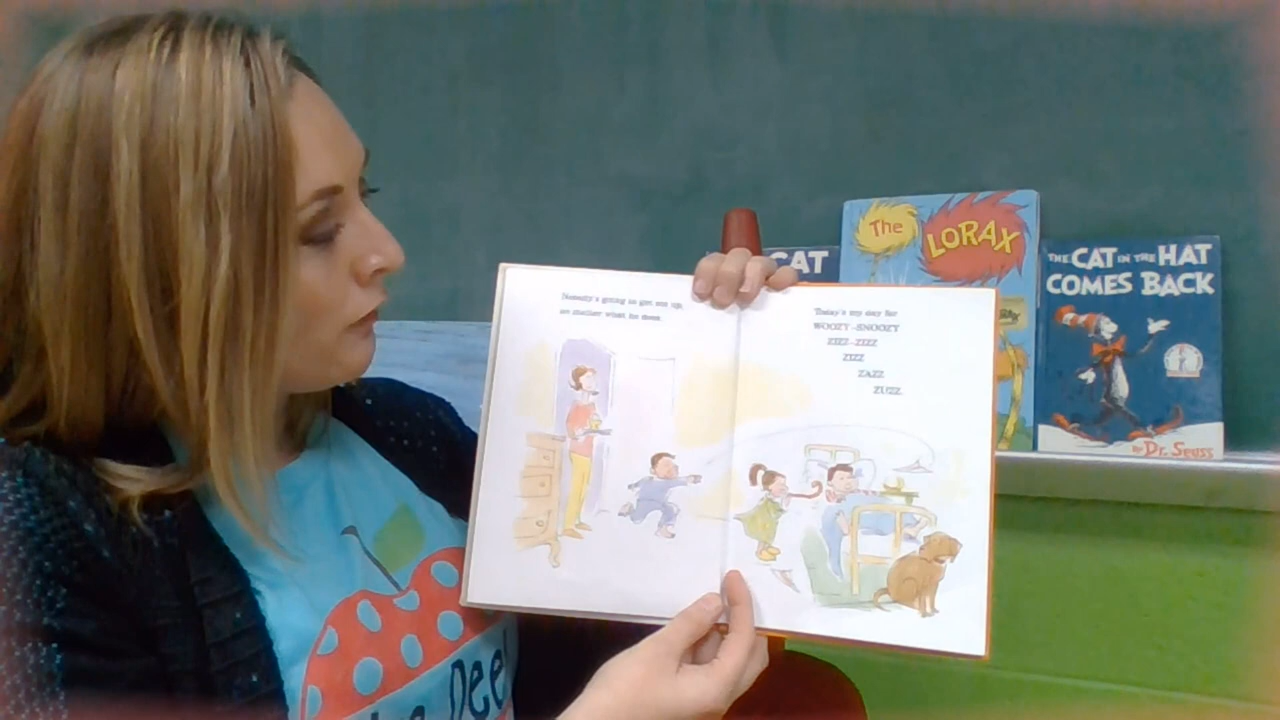 Nobody's going to get me up,
no matter what he does.
Today's my day for
WOOZY-SNOOZY
ZIZZ-ZIZZ
ZIZZ
ZAZZ
ZUZZ.
CAT
The
LORAX
THE CAT IN THE HAT
COMES BACK
By Dr. Seuss
Dee